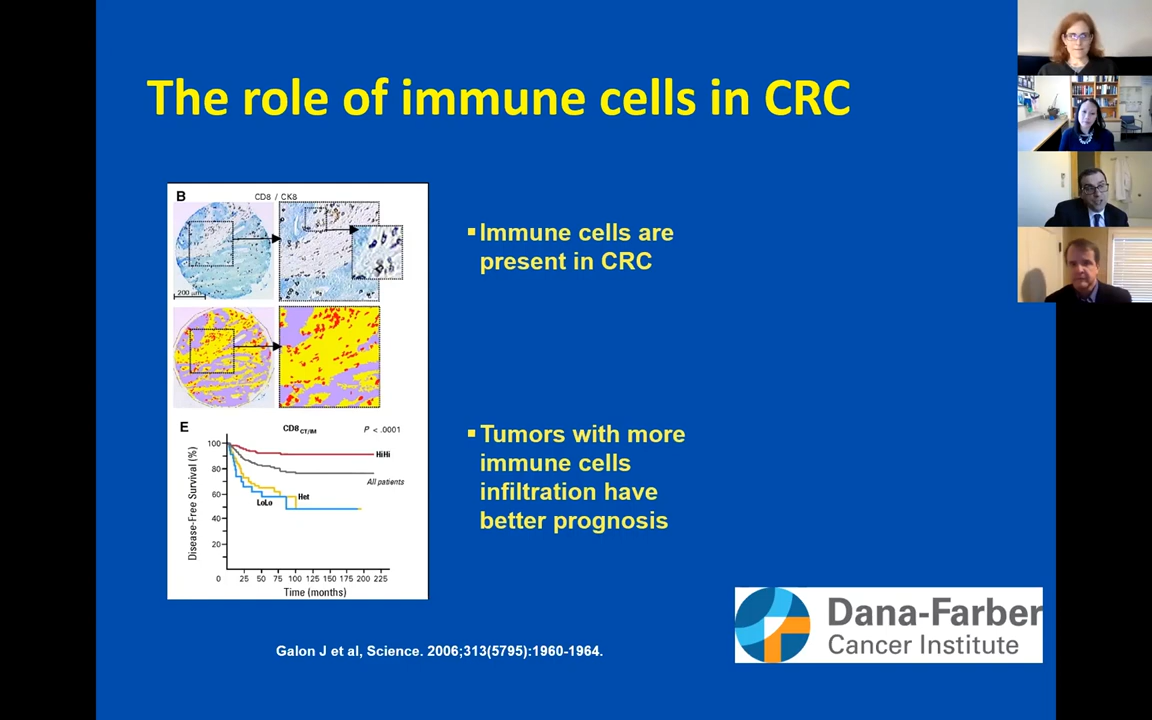 The role of immune cells in CRC
B
CD8 / CK8
200 µm
▪Immune cells are
present in CRC
E
CD8 CT/IM
P < .0001
Disease-Free Survival (%)
100
80
60
40
20
0
HiHi
All patients
Het
LoLo
25 50 75 100 125 150 175 200 225
Time (months)
▪Tumors with more
immune cells
infiltration have
better prognosis
Galon J et al, Science. 2006;313(5795):1960-1964.
Dana-Farber
Cancer Institute